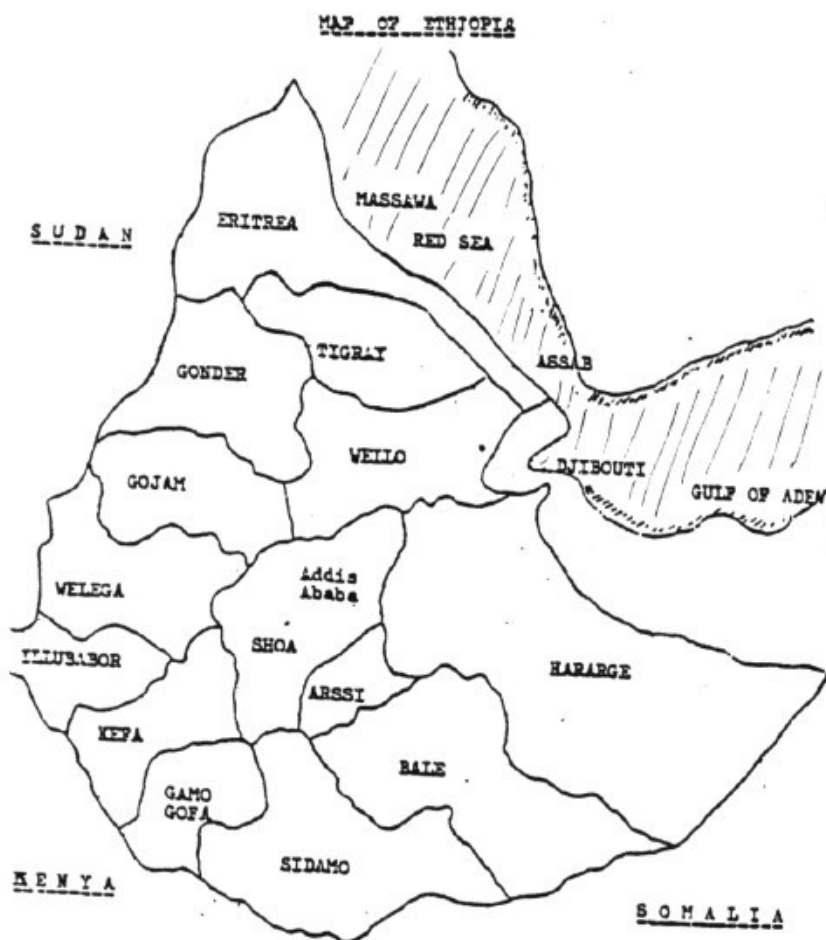 MAP OF ETHIOPIA
MASSAWA
ERITREA
SUDAN
RED SEA
TIGRAY
ASSAB
GONDER
WELLO
DJIBOUTI
GOJAM
GULF OF ADEN
Addis
Ababa
WELEGA
SHOA
ILLUBABOR
HARARGE
ARSSI
KEFA
BALE
GAMO
GOFA
SIDAMO
KENYA
SOMALIA